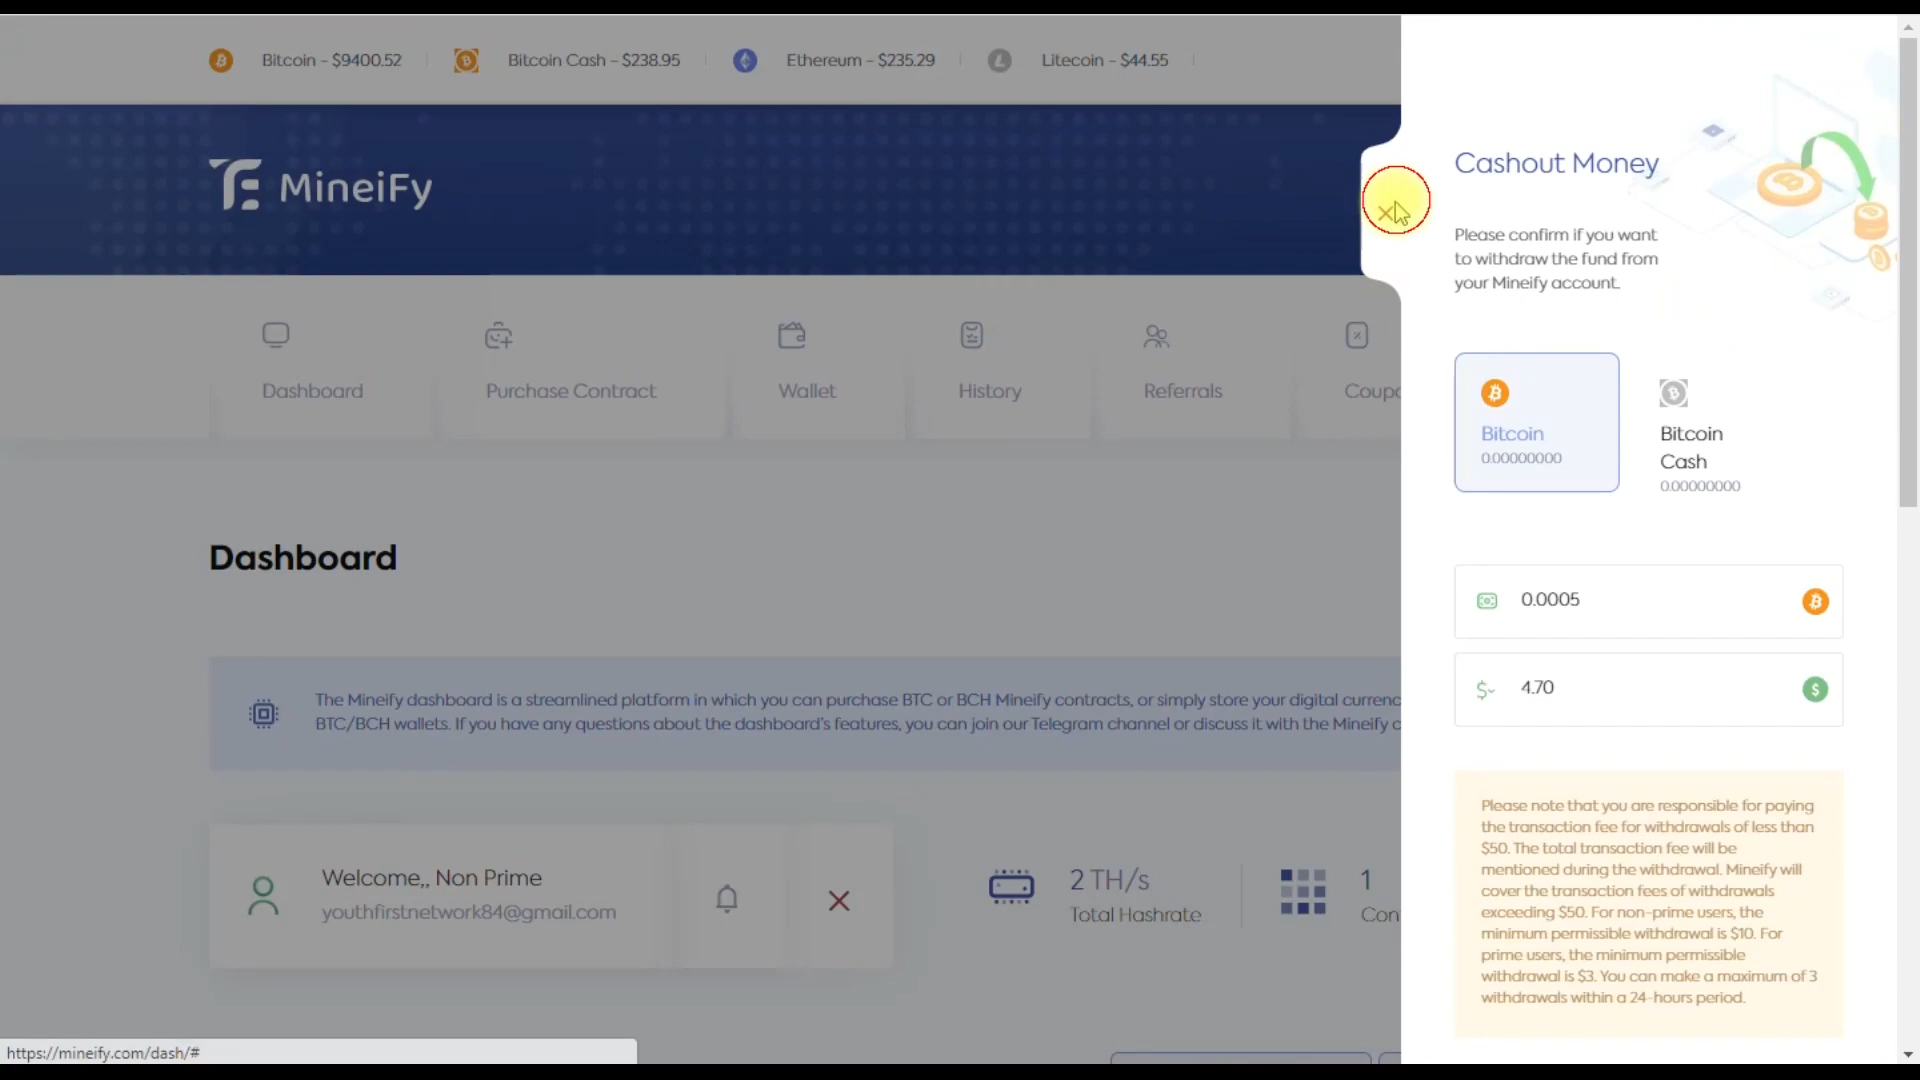 Bitcoin - $9400.52
Bitcoin Cash - $238.95
Ethereum - $235.29
Litecoin - $44.55
MineiFy
Dashboard
Purchase Contract
Wallet
History
Referrals
Coupo
Dashboard
The Mineify dashboard is a streamlined platform in which you can purchase BTC or BCH Mineify contracts, or simply store your digital currenc
BTC/BCH wallets. If you have any questions about the dashboard's features, you can join our Telegram channel or discuss it with the Mineify c
Welcome,, Non Prime
youthfirstnetwork84@gmail.com
2 TH/s
Total Hashrate
1
Con
Cashout Money
Please confirm if you want
to withdraw the fund from
your Mineify account.
Bitcoin
0.00000000
Bitcoin
Cash
0.00000000
0.0005
4.70
Please note that you are responsible for paying
the transaction fee for withdrawals of less than
$50. The total transaction fee will be
mentioned during the withdrawal. Mineify will
cover the transaction fees of withdrawals
exceeding $50. For non-prime users, the
minimum permissible withdrawal is $10. For
prime users, the minimum permissible
withdrawal is $3. You can make a maximum of 3
withdrawals within a 24-hours period.
https://mineify.com/dash/#